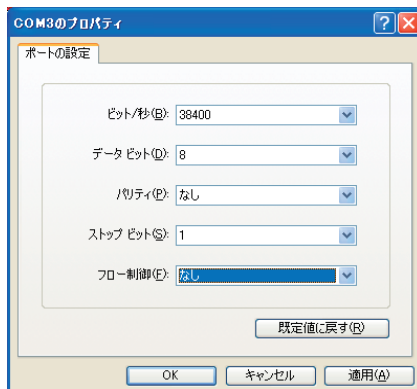 COM3のプロパティ
ポートの設定
ビット/秒(B): 38400
データ ビット(D): 8
パリティ(P): なし
ストップ ビット(S): 1
フロー制御(F): なし
既定値に戻す(R)
OK キャンセル 適用(A)